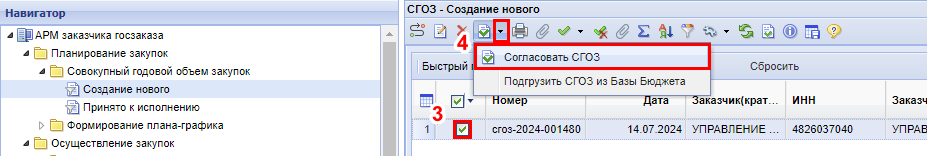 Навигатор
АРМ заказчика госзаказа
Планирование закупок
Совокупный годовой объем закупок
Создание нового
Принято к исполнению
Формирование плана-графика
Осуществление закупок
СГОЗ - Создание нового
4
Согласовать СГОЗ
Подгрузить СГОЗ из Базы Бюджета
Быстрый
Сбросить
Номер Дата Заказчик(крат... ИНН Заказч
3
1 сгоз-2024-001480 14.07.2024 УПРАВЛЕНИЕ ... 4826037040 УПРАВЛ